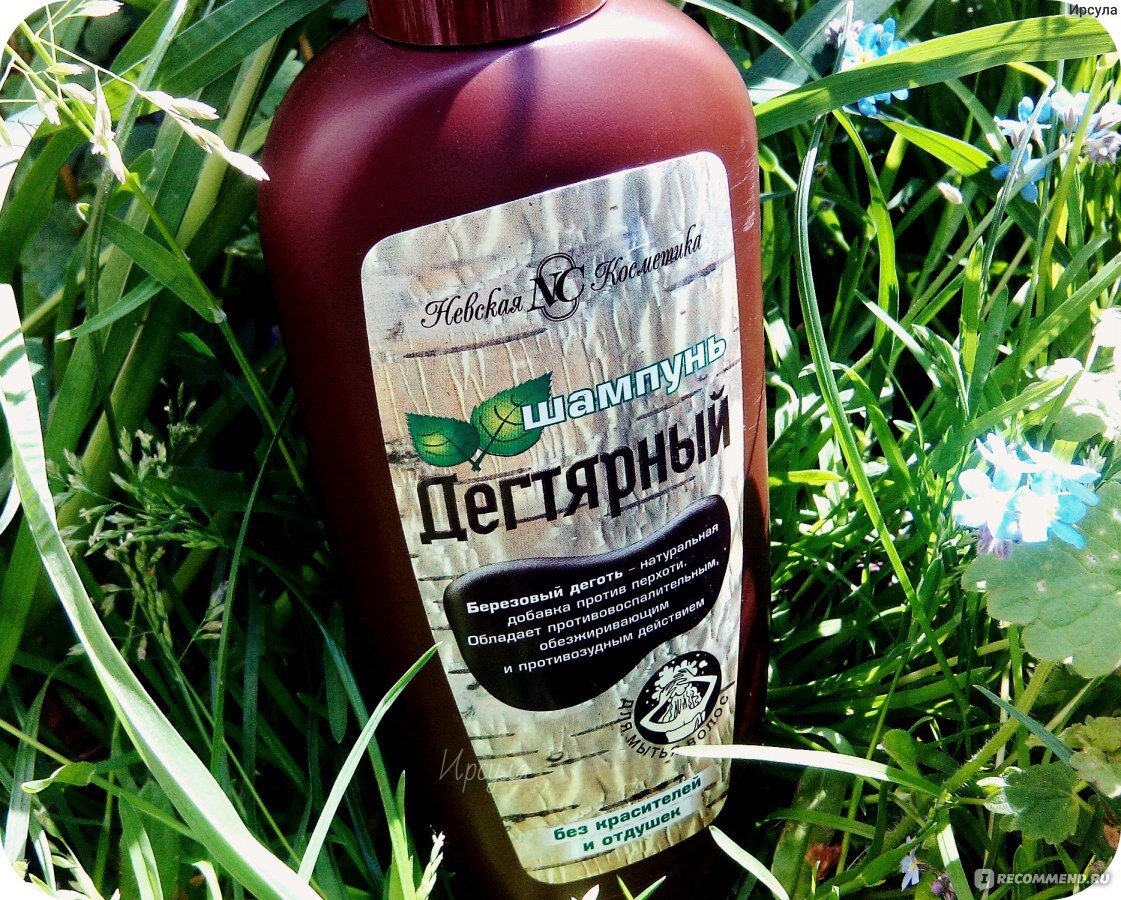 Ирсула
Невская NC Косметика
шампунь
Дегтярный
Березовый деготь – натуральная
добавка против перхоти.
Обладает противовоспалительным,
обезжиривающим
и противозудным действием
для мытья волос
Ирсула
без красителей
и отдушек
I RECOMMEND.RU